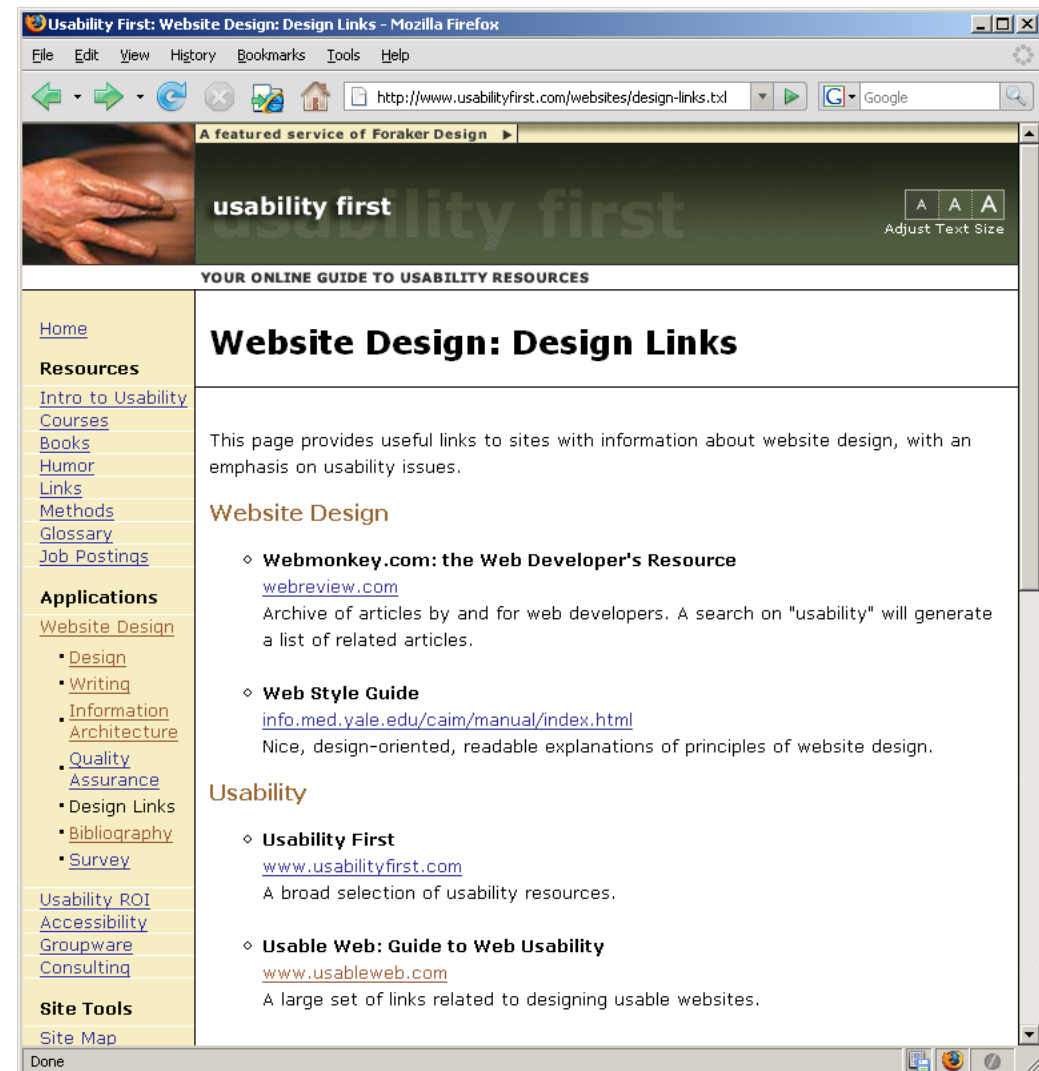 Usability First: Website Design: Design Links - Mozilla Firefox
File Edit View History Bookmarks Tools Help
http://www.usabilityfirst.com/websites/design-links.txl G Google
A featured service of Foraker Design
usability first
usability first
A A A
Adjust Text Size
YOUR ONLINE GUIDE TO USABILITY RESOURCES
Home
Resources
Intro to Usability
Courses
Books
Humor
Links
Methods
Glossary
Job Postings
Applications
Website Design
Design
Writing
Information
Architecture
Quality
Assurance
Design Links
Bibliography
Survey
Usability ROI
Accessibility
Groupware
Consulting
Site Tools
Site Map
Website Design: Design Links
This page provides useful links to sites with information about website design, with an
emphasis on usability issues.
Website Design
Webmonkey.com: the Web Developer's Resource
webreview.com
Archive of articles by and for web developers. A search on "usability" will generate
a list of related articles.
Web Style Guide
info.med.yale.edu/caim/manual/index.html
Nice, design-oriented, readable explanations of principles of website design.
Usability
Usability First
www.usabilityfirst.com
A broad selection of usability resources.
Usable Web: Guide to Web Usability
www.usableweb.com
A large set of links related to designing usable websites.
Done